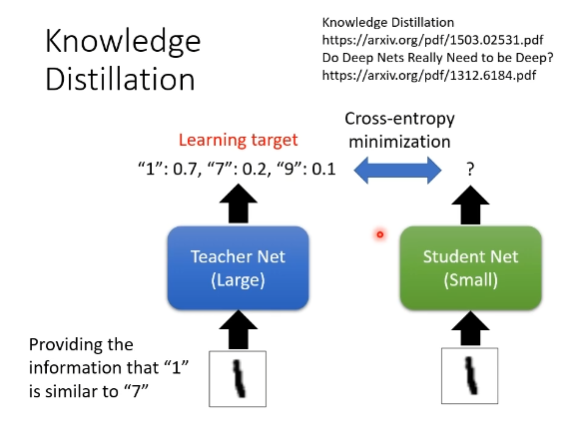 Knowledge
Distillation
Knowledge Distillation
https://arxiv.org/pdf/1503.02531.pdf
Do Deep Nets Really Need to be Deep?
https://arxiv.org/pdf/1312.6184.pdf
Cross-entropy
minimization
Learning target
“1”: 0.7, “7”: 0.2, “9”: 0.1
?
Teacher Net
(Large)
Student Net
(Small)
Providing the
information that “1”
is similar to “7”